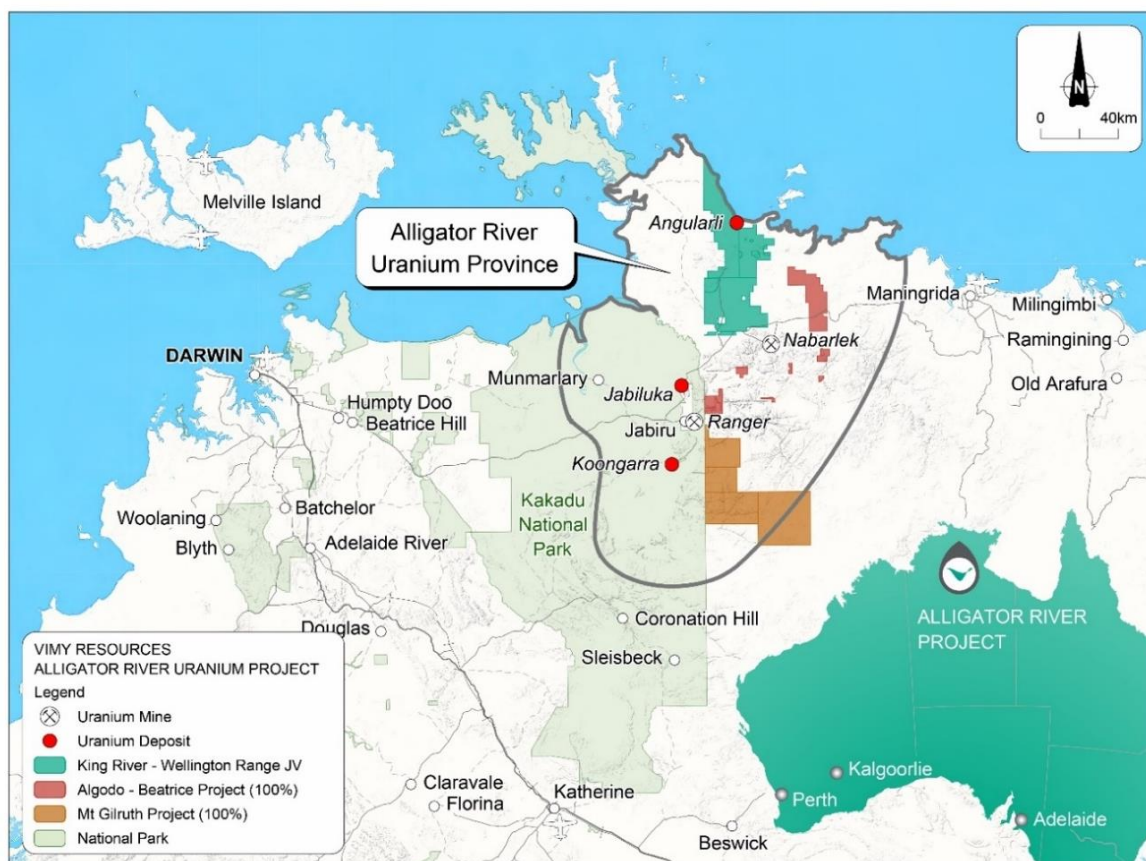 N
0 40km
Melville Island
Angularli
Alligator River
Uranium Province
Maningrida
Milingimbi
Nabarlek
Ramingining
DARWIN
Munmarlary
Jabiluka
Old Arafura
Humpty Doo
Beatrice Hill
Jabiru
Ranger
Koongarra
Kakadu
National
Park
Batchelor
Woolaning
Adelaide River
Blyth
Coronation Hill
ALLIGATOR RIVER
PROJECT
Douglas
Sleisbeck
VIMY RESOURCES
ALLIGATOR RIVER URANIUM PROJECT
Legend
Uranium Mine
Uranium Deposit
King River - Wellington Range JV
Algodo - Beatrice Project (100%)
Mt Gilruth Project (100%)
National Park
Claravale
Florina
Katherine
Beswick
Kalgoorlie
Perth
Adelaide